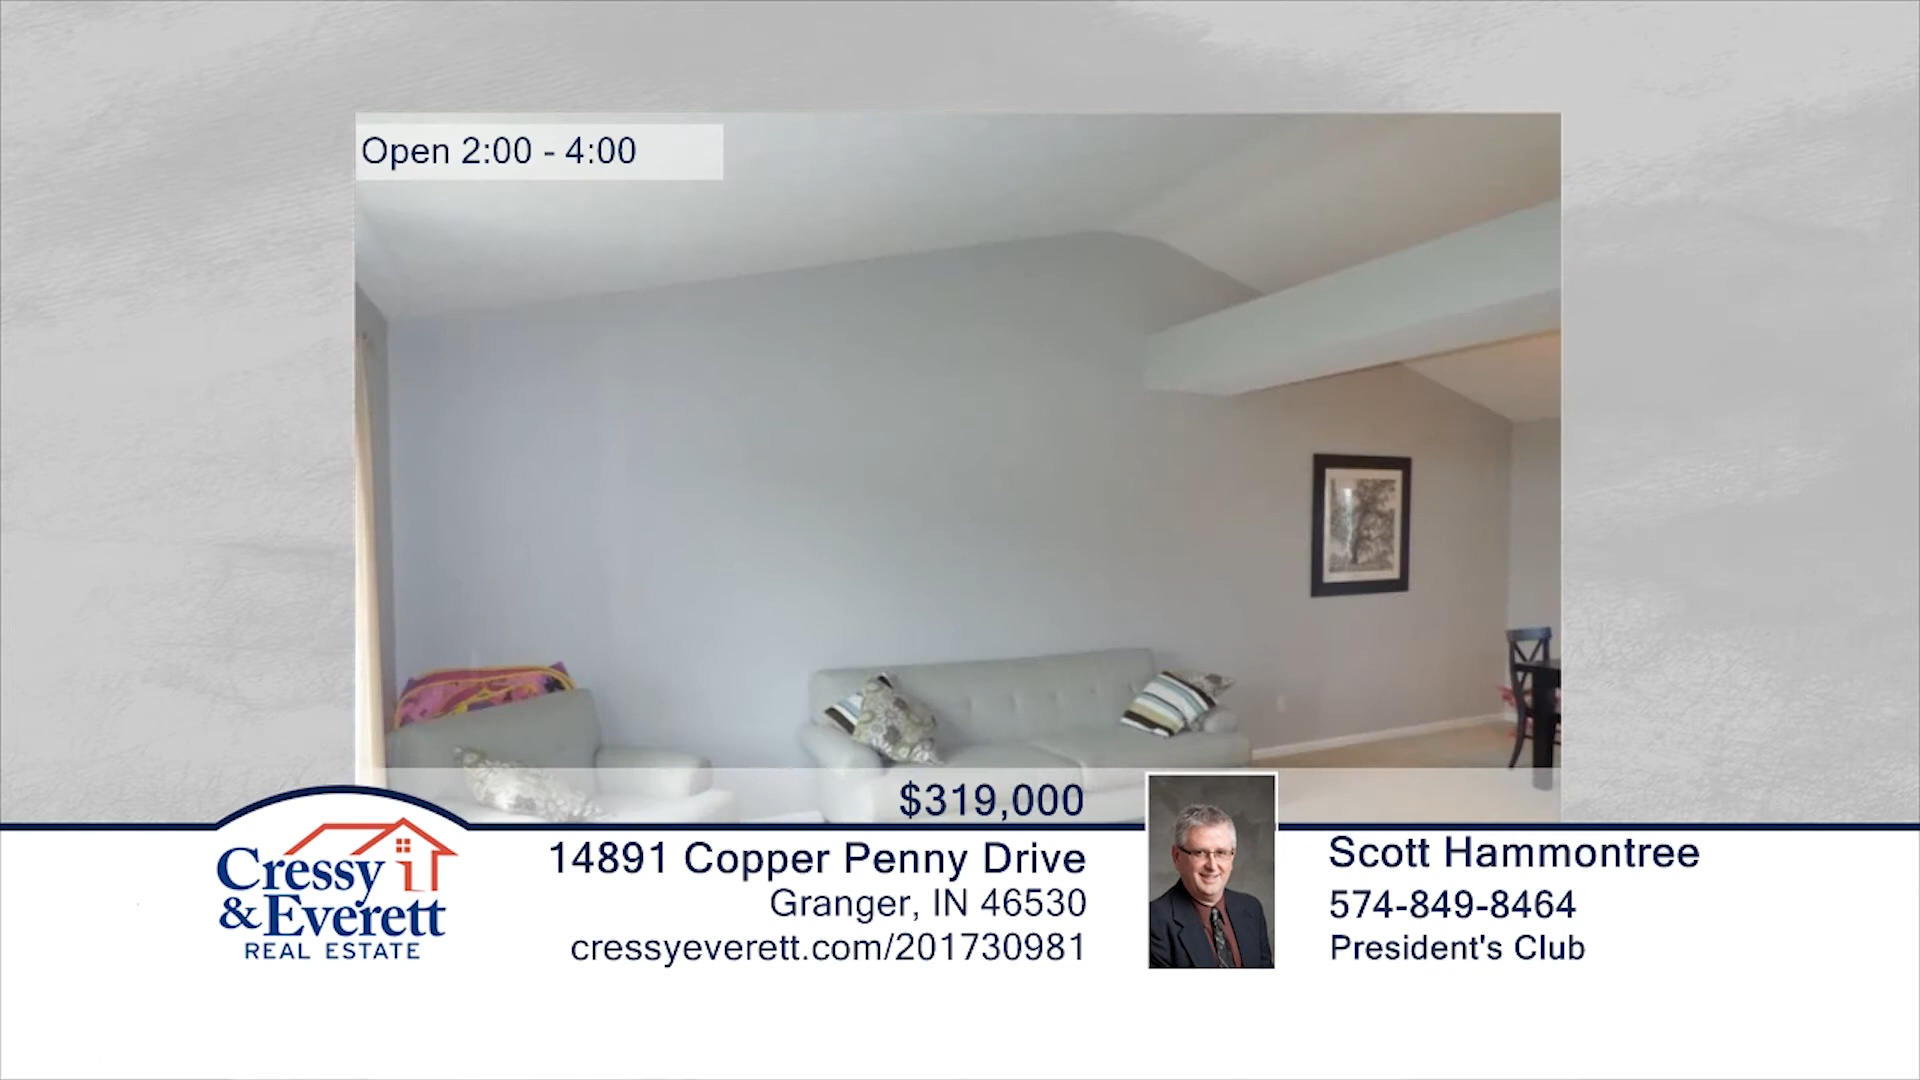 Open 2:00 - 4:00
$319,000
14891 Copper Penny Drive
Granger, IN 46530
cressyeverett.com/201730981
Cressy
& Everett
REAL ESTATE
Scott Hammontree
574-849-8464
President's Club